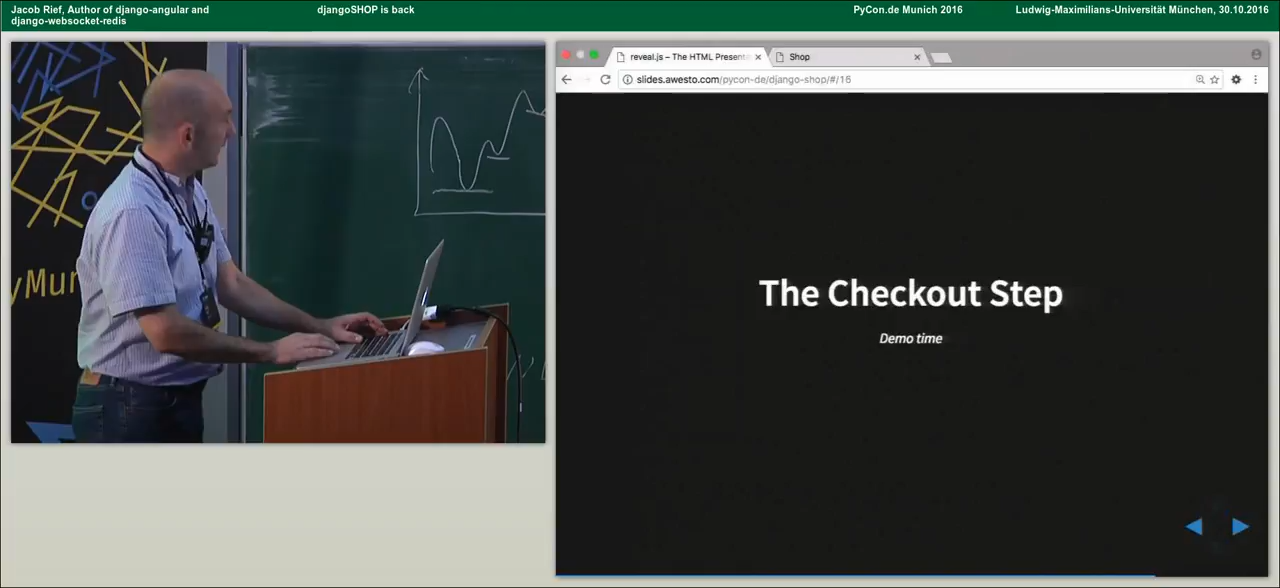 Jacob Rief, Author of django-angular and
django-websocket-redis
djangoSHOP is back
PyCon.de Munich 2016
Ludwig-Maximilians-Universität München, 30.10.2016
reveal.js – The HTML Present
Shop
slides.awesto.com/pycon-de/django-shop/#/16
yMun
The Checkout Step
Demo time